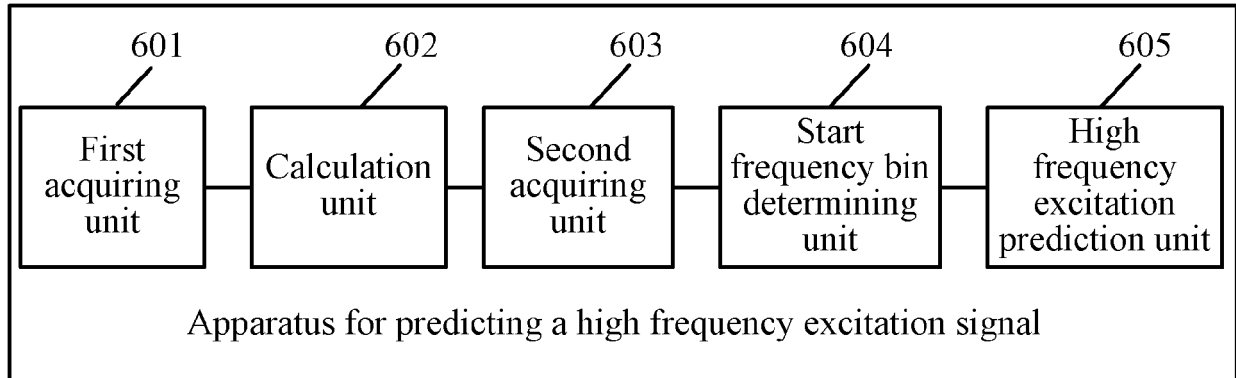 601
602
603
604
605
First
acquiring
unit
Calculation
unit
Second
acquiring
unit
Start
frequency bin
determining
unit
High
frequency
excitation
prediction unit
Apparatus for predicting a high frequency excitation signal